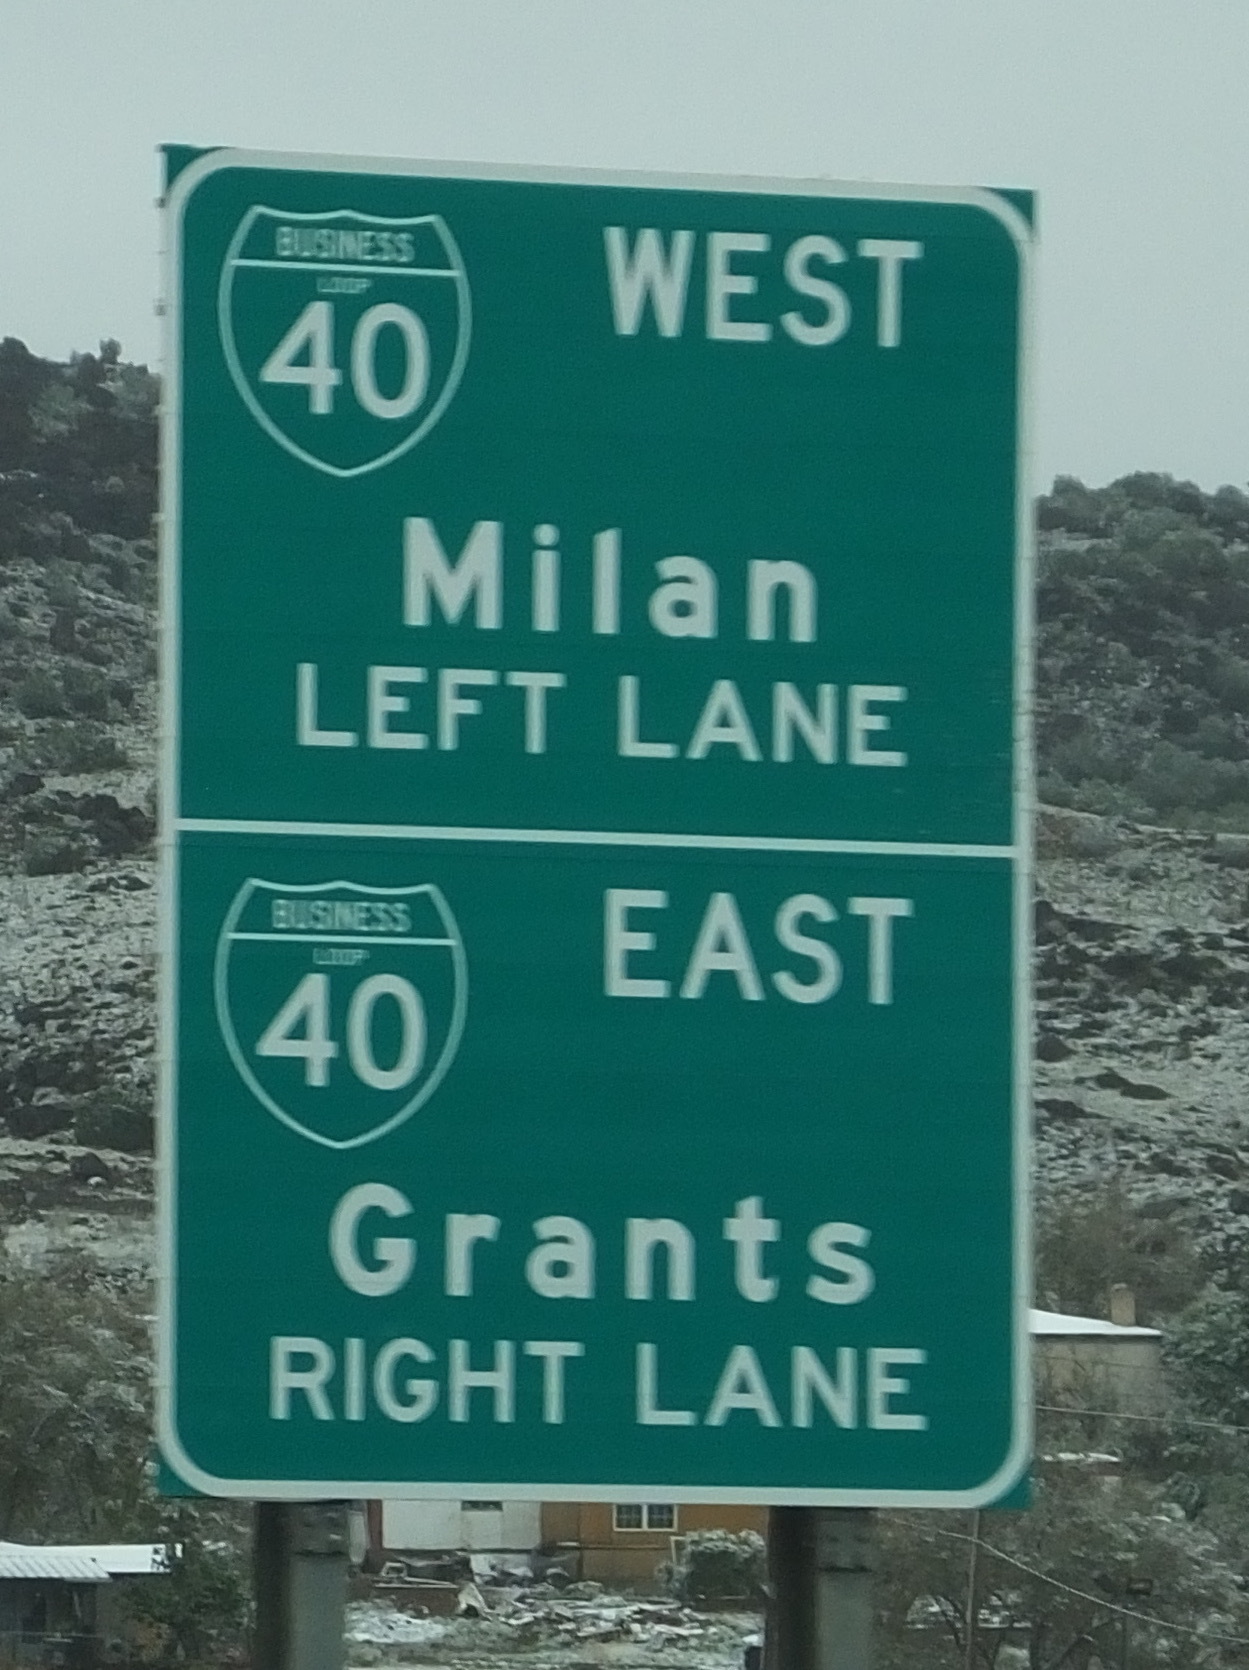 BUSINESS
LOOP
40
WEST
Milan
LEFT LANE
BUSINESS
LOOP
40
EAST
Grants
RIGHT LANE